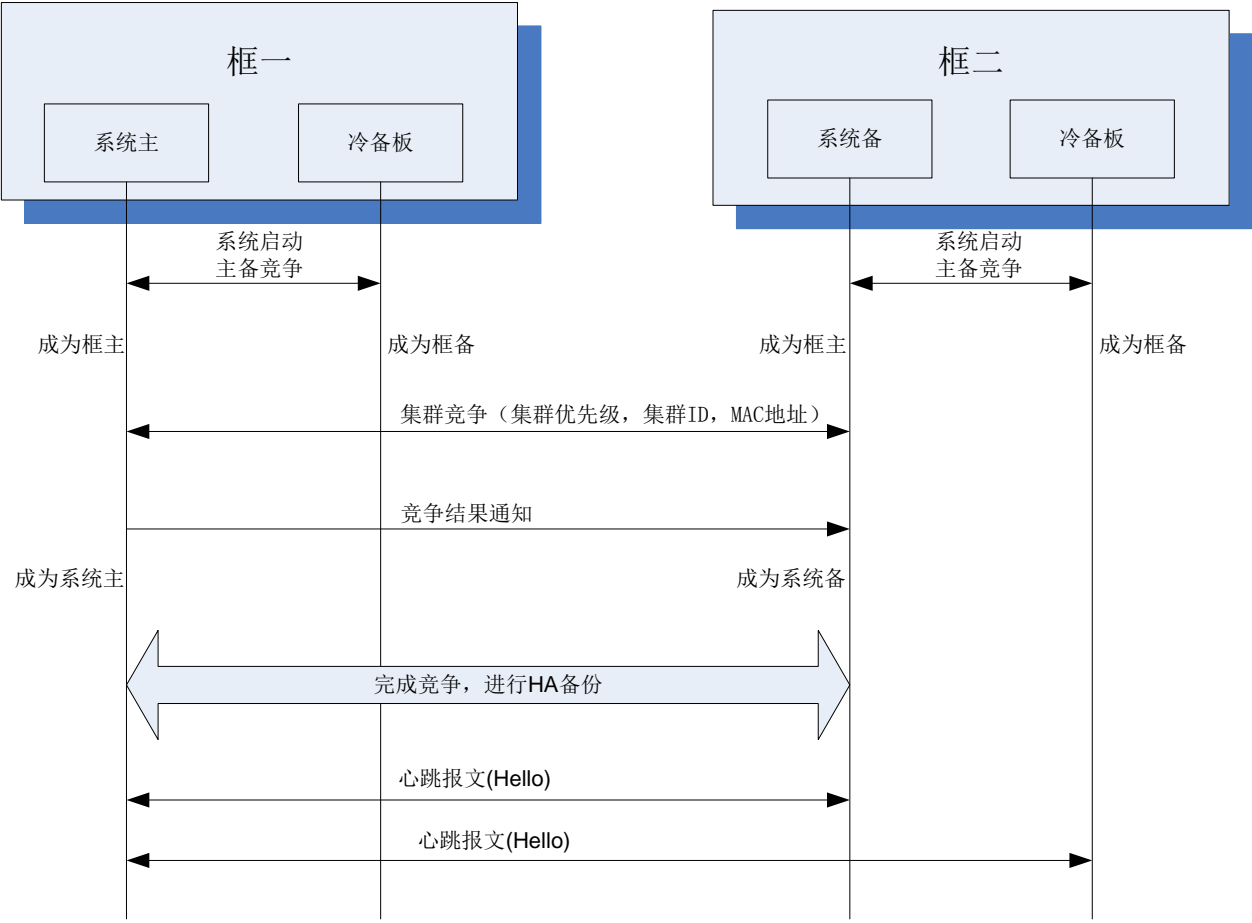 框一
框二
系统主
冷备板
系统备
冷备板
系统启动
主备竞争
系统启动
主备竞争
成为框主
成为框备
成为框主
成为框备
集群竞争（集群优先级，集群ID，MAC地址）
竞争结果通知
成为系统主
成为系统备
完成竞争，进行HA备份
心跳报文(Hello)
心跳报文(Hello)